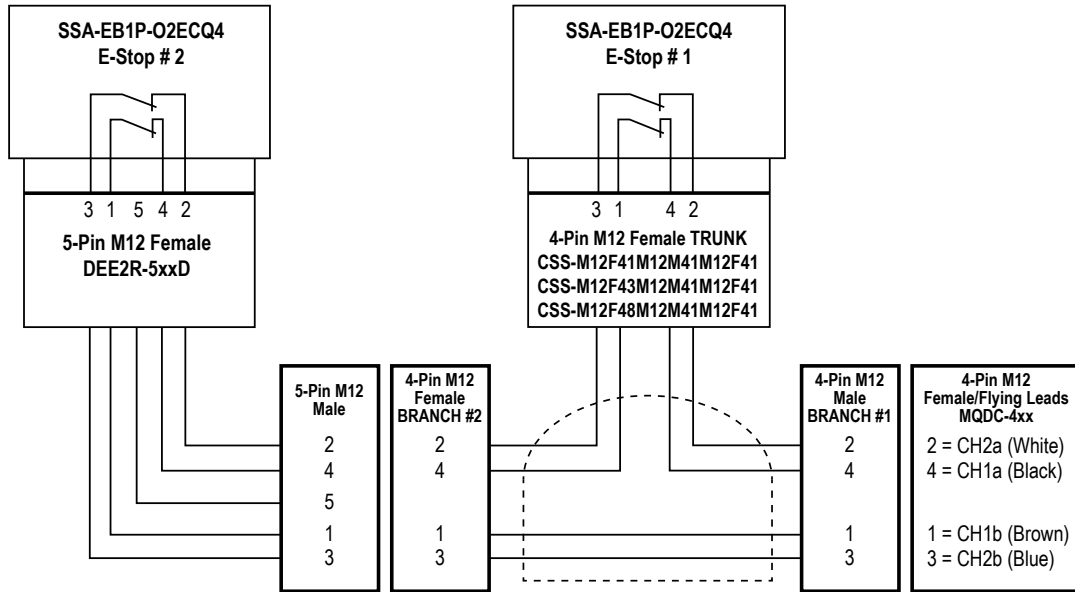 SSA-EB1P-O2ECQ4
E-Stop # 2
3 1 5 4 2
5-Pin M12 Female
DEE2R-5xxD
SSA-EB1P-O2ECQ4
E-Stop # 1
3 1 4 2
4-Pin M12 Female TRUNK
CSS-M12F41M12M41M12F41
CSS-M12F43M12M41M12F41
CSS-M12F48M12M41M12F41
5-Pin M12
Male
2
4
5
1
3
4-Pin M12
Female
BRANCH #2
2
4
1
3
4-Pin M12
Male
BRANCH #1
2
4
1
3
4-Pin M12
Female/Flying Leads
MQDC-4xx
2 = CH2a (White)
4 = CH1a (Black)
1 = CH1b (Brown)
3 = CH2b (Blue)